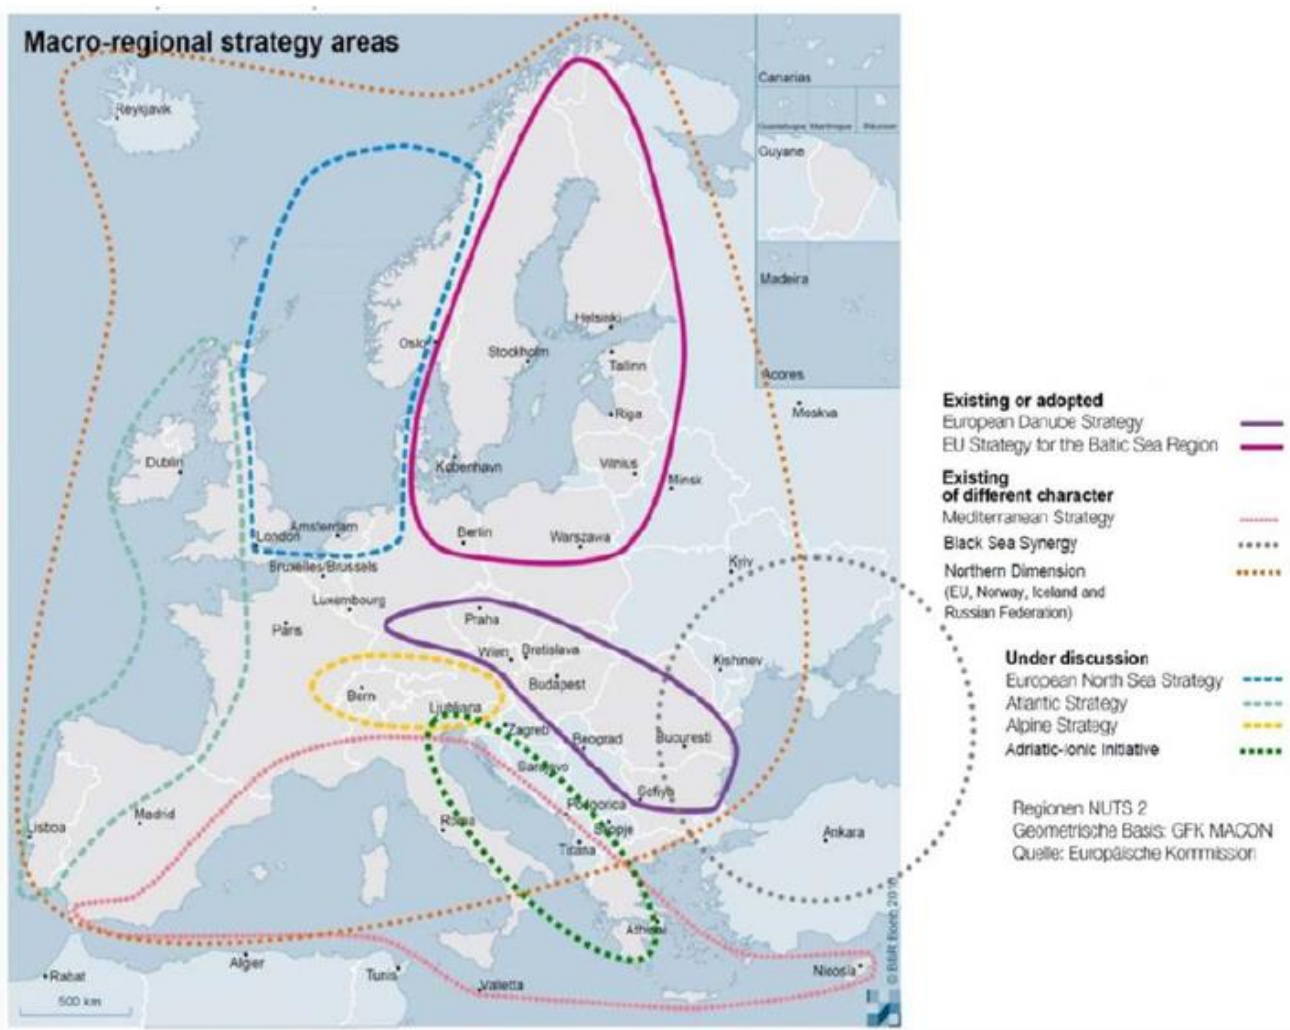 Macro-regional strategy areas
Reykjavik
Canarias
Guadeloupe Martinique Réunion
Guyane
Madeira
Acores
Helsinki
Oslo
Stockholm
Tallinn
Moskva
Riga
Dublin
København
Vilnius
Minsk
Amsterdam
London
Berlin
Warszawa
Bruxelles/Brussels
Kyiv
Luxembourg
Praha
Paris
Wien
Bratislava
Kishinev
Bern
Budapest
Ljubljana
Zagreb
Beograd
Bucuresti
Sarajevo
Sofiya
Podgorica
Madrid
Lisboa
Roma
Skopje
Ankara
Tirana
Athinai
Alger
Tunis
Nicosia
Rabat
Valletta
500 km
Existing or adopted
European Danube Strategy
EU Strategy for the Baltic Sea Region
Existing
of different character
Mediterranean Strategy
Black Sea Synergy
Northern Dimension
(EU, Norway, Iceland and
Russian Federation)
Under discussion
European North Sea Strategy
Atlantic Strategy
Alpine Strategy
Adriatic-Ionic Initiative
Regionen NUTS 2
Geometrische Basis: GFK MACON
Quelle: Europäische Kommission